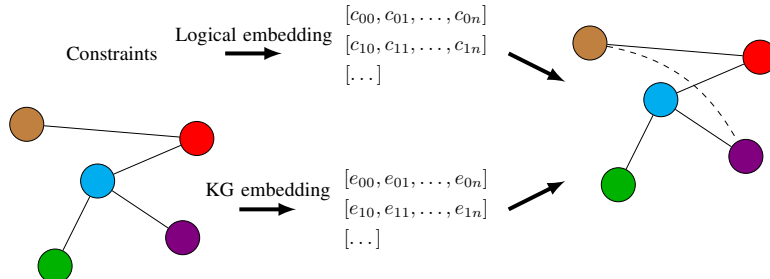 Constraints
Logical embedding
[c₀₀, c₀₁, . . . , c₀ₙ]
[c₁₀, c₁₁, . . . , c₁ₙ]
[. . .]
KG embedding
[e₀₀, e₀₁, . . . , e₀ₙ]
[e₁₀, e₁₁, . . . , e₁ₙ]
[. . .]